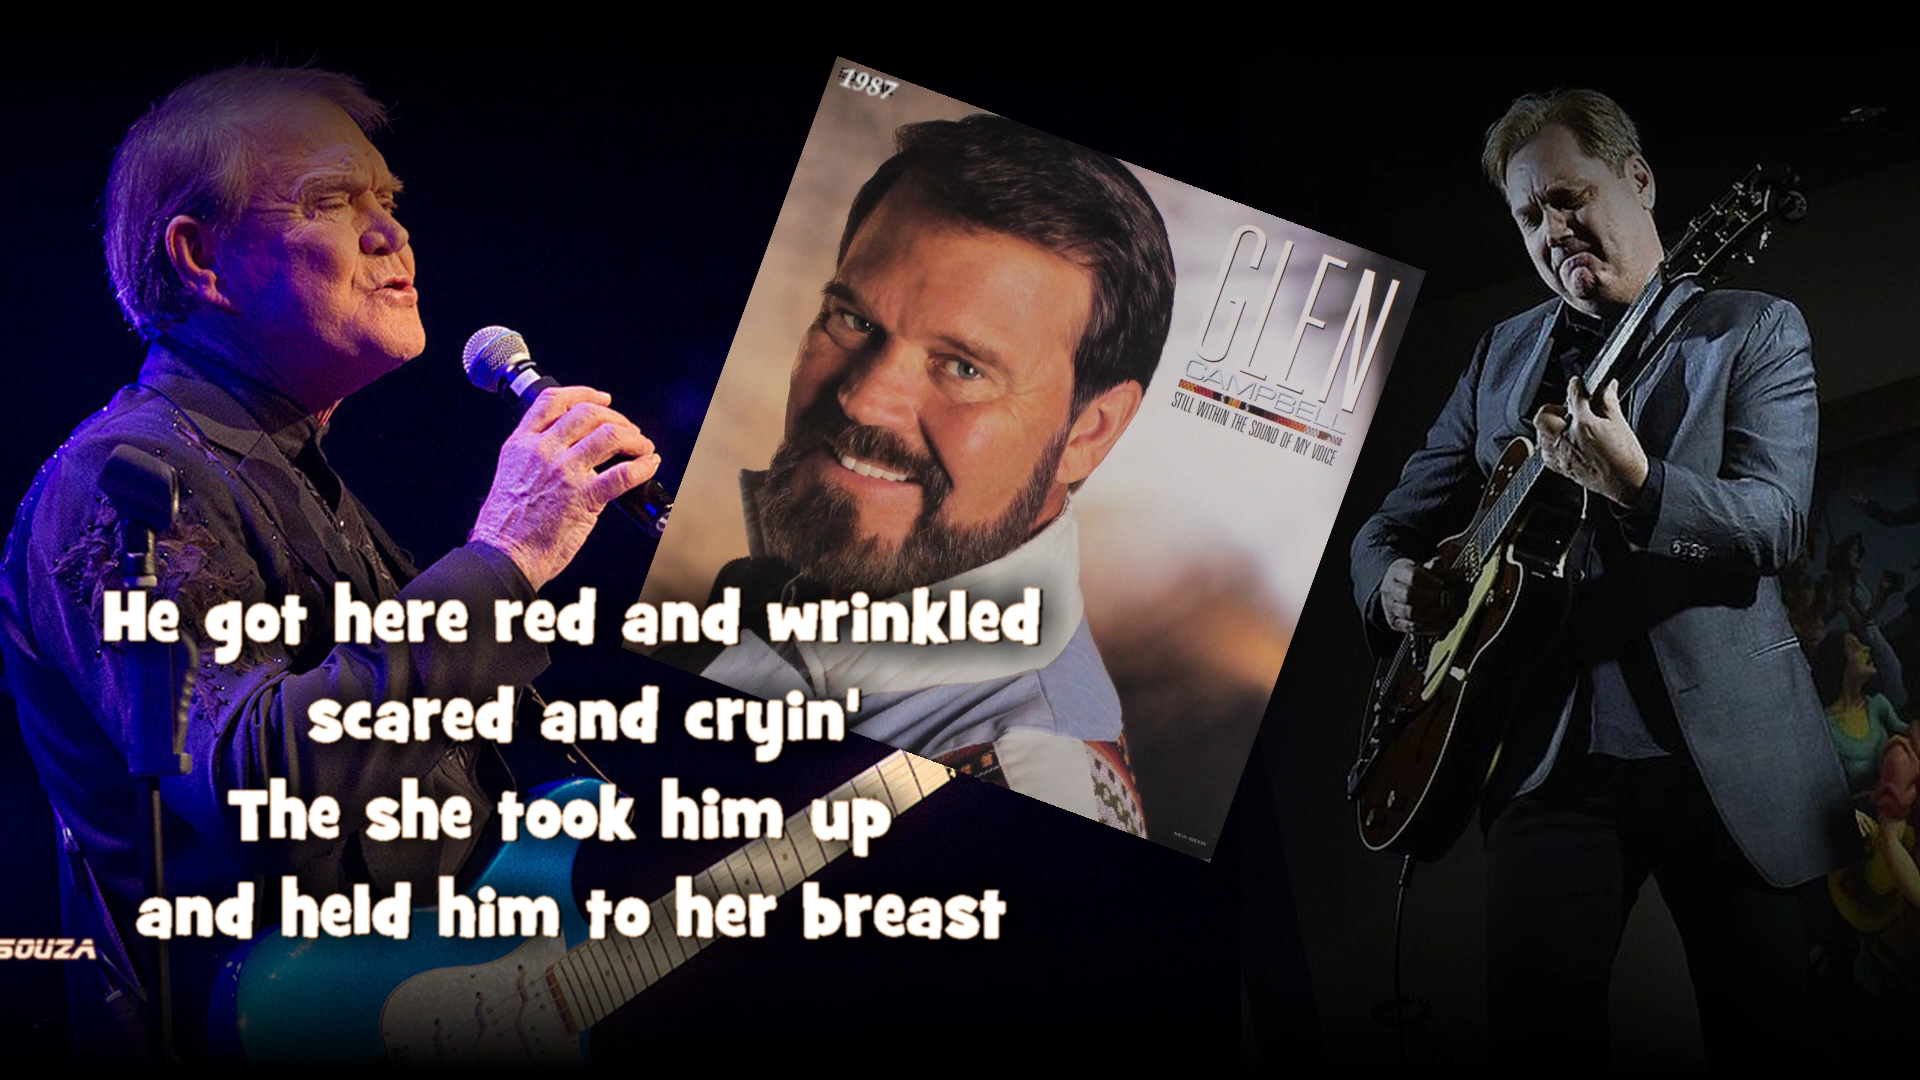 1987
GLEN
CAMPBELL
STILL WITHIN THE SOUND OF MY VOICE
He got here red and wrinkled
scared and cryin'
The she took him up
and held him to her breast
SOUZA